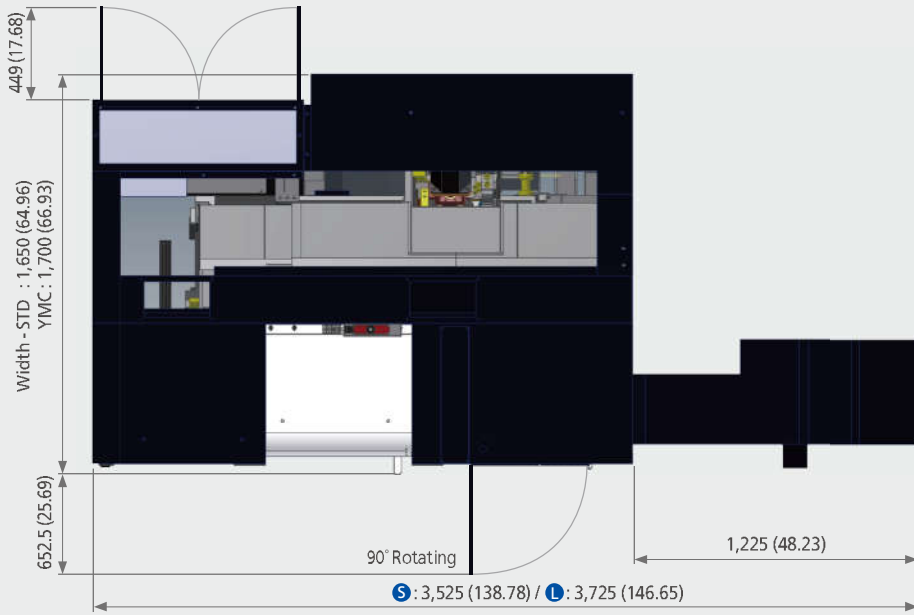 449 (17.68)
Width - STD : 1,650 (64.96)
YMC : 1,700 (66.93)
652.5 (25.69)
90° Rotating
1,225 (48.23)
S : 3,525 (138.78) / L : 3,725 (146.65)